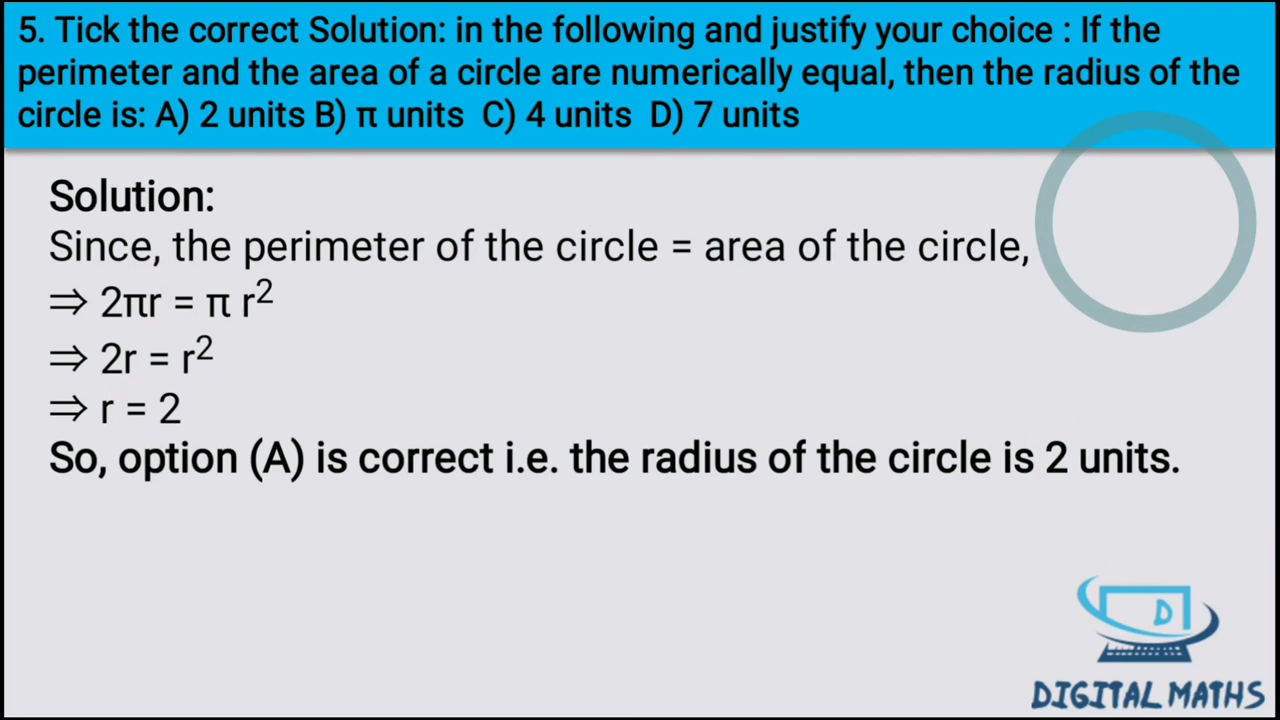 5. Tick the correct Solution: in the following and justify your choice : If the
perimeter and the area of a circle are numerically equal, then the radius of the
circle is: A) 2 units B) π units C) 4 units D) 7 units
Solution:
Since, the perimeter of the circle = area of the circle,
⇒ 2πr = π r²
⇒ 2r = r²
⇒ r = 2
So, option (A) is correct i.e. the radius of the circle is 2 units.
D
DIGITAL MATHS